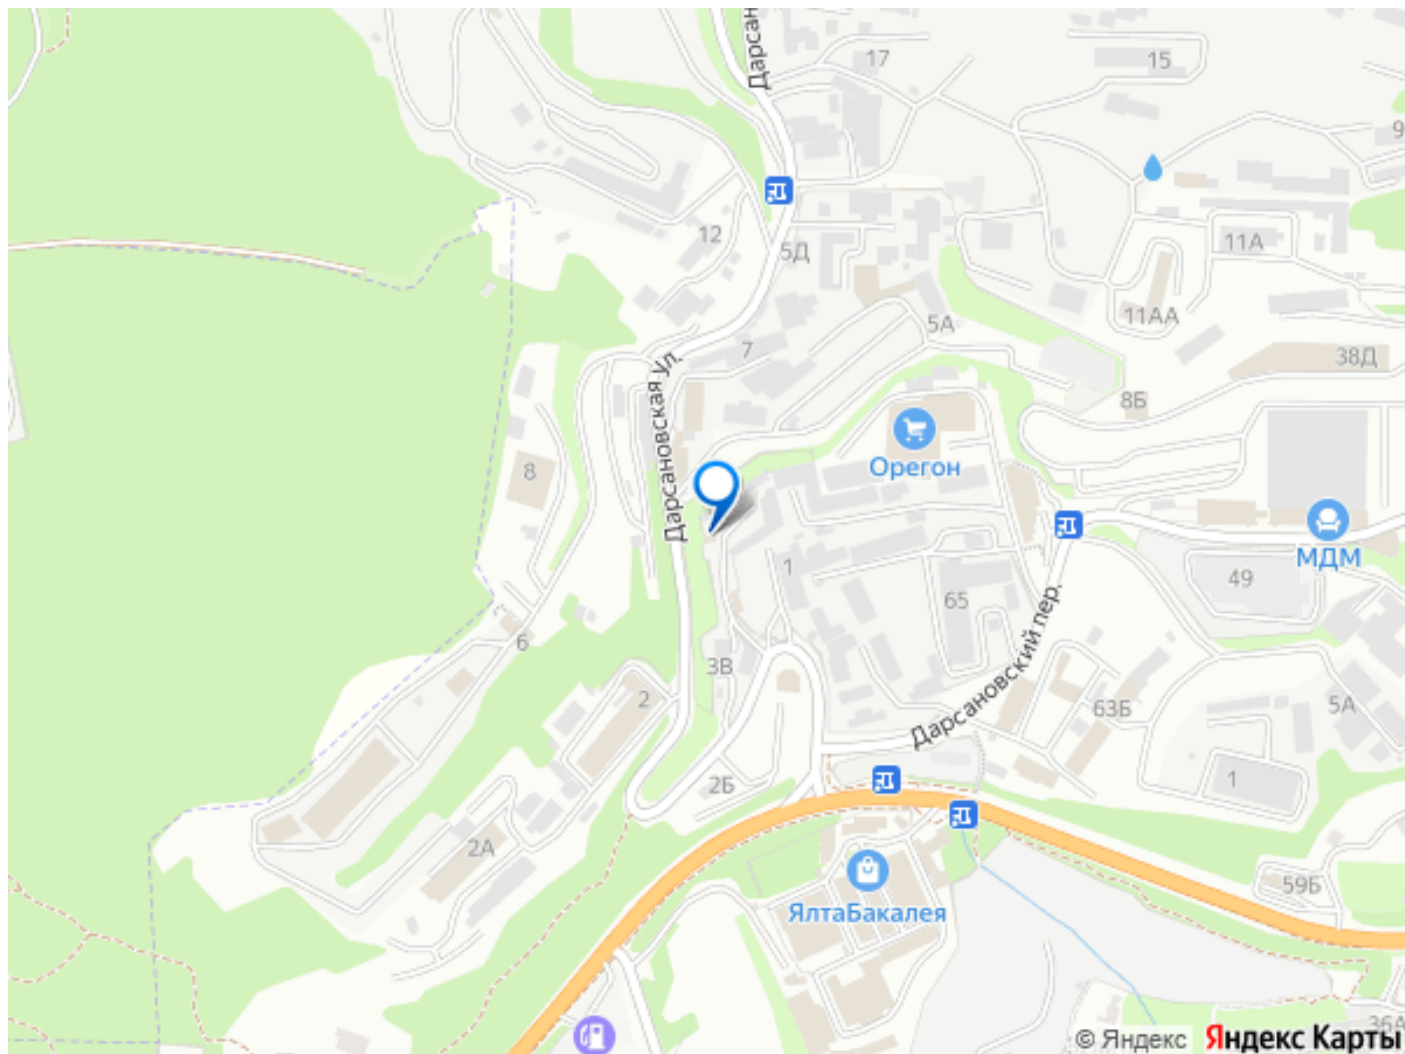 Дарсан
17
15
9
12
5Д
11А
11АА
5А
7
38Д
Дарсановская ул.
8Б
Орегон
8
МДМ
1
49
65
6
3В
Дарсановский пер.
2
63Б
5А
2Б
1
2А
59Б
ЯлтаБакалея
36А
© Яндекс Яндекс Карты